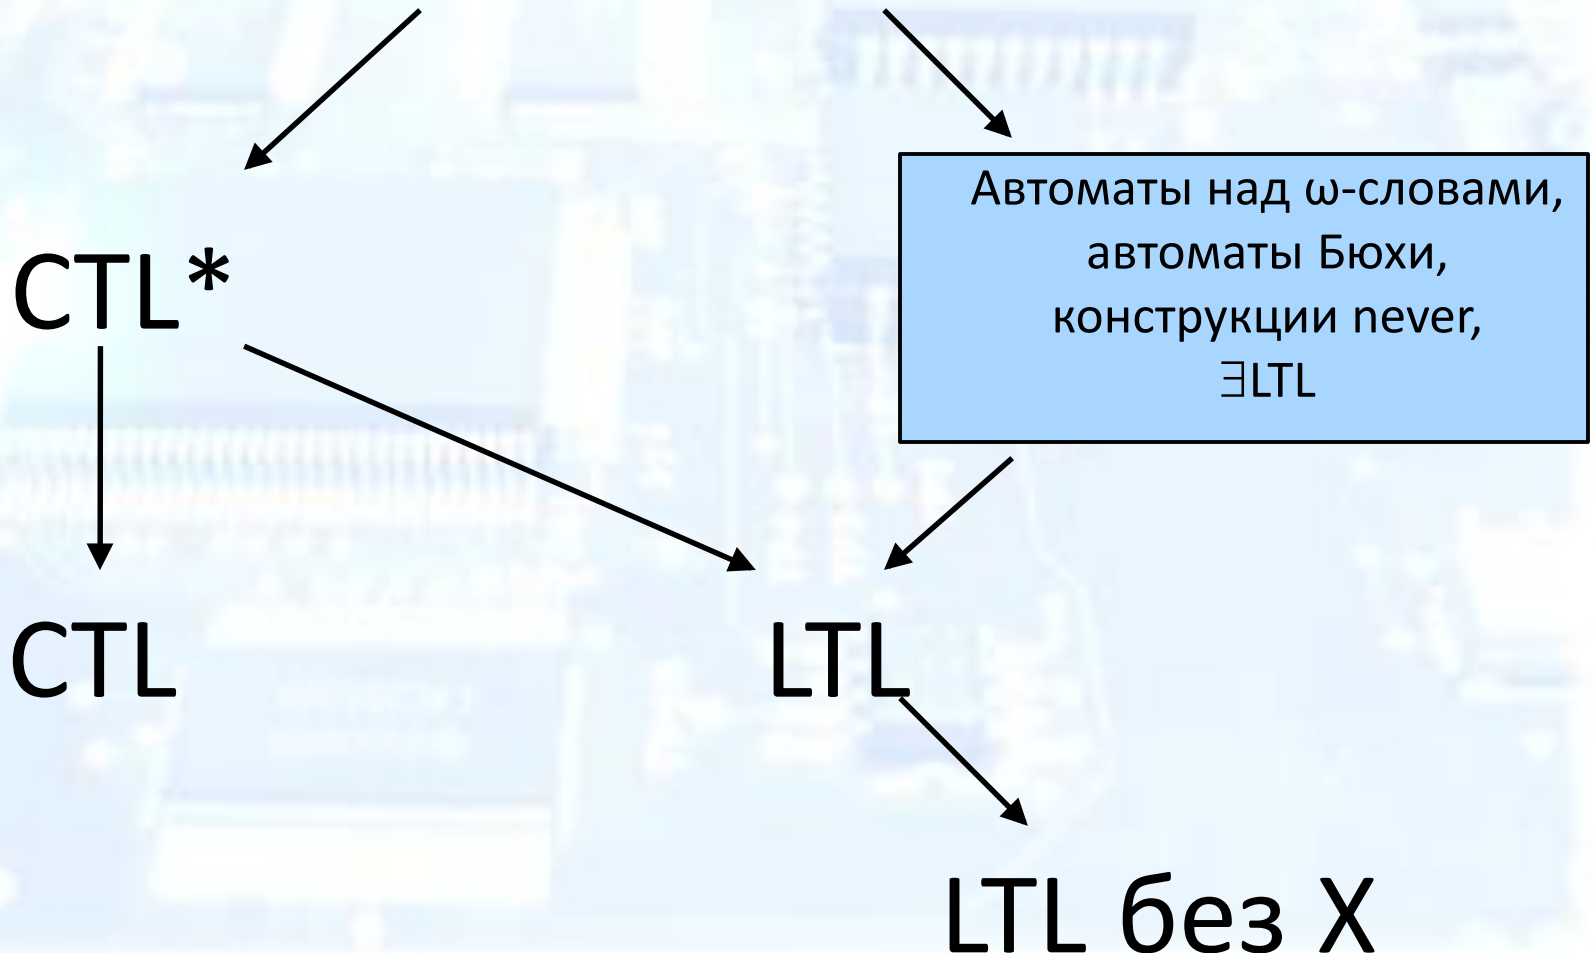 Автоматы над ω-словами,
автоматы Бюхи,
конструкции never,
∃LTL
CTL*
CTL
LTL
LTL без X